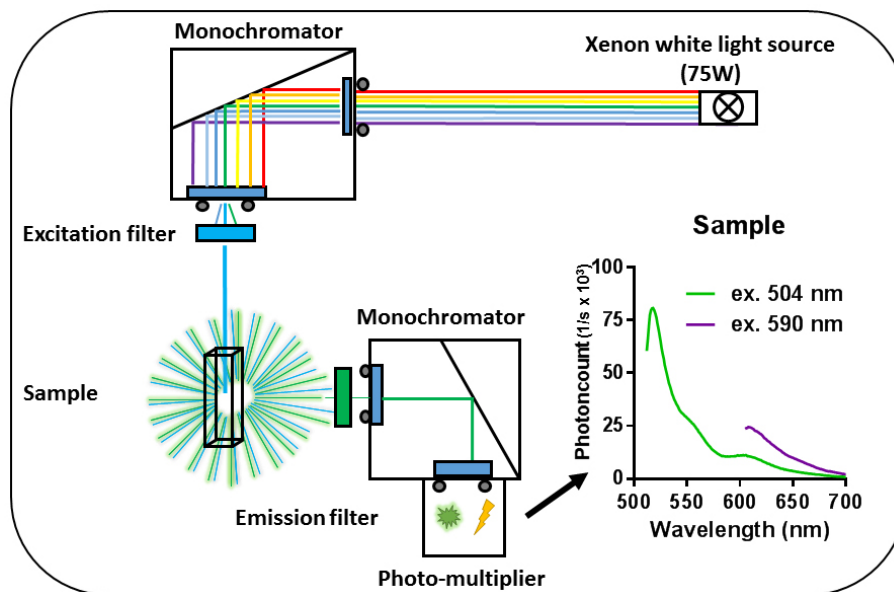 Monochromator
Xenon white light source
(75W)
Excitation filter
Sample
Monochromator
Emission filter
Photo-multiplier
Sample
Photoncount (1/s x 10³)
100
75
50
25
0
ex. 504 nm
ex. 590 nm
500 550 600 650 700
Wavelength (nm)